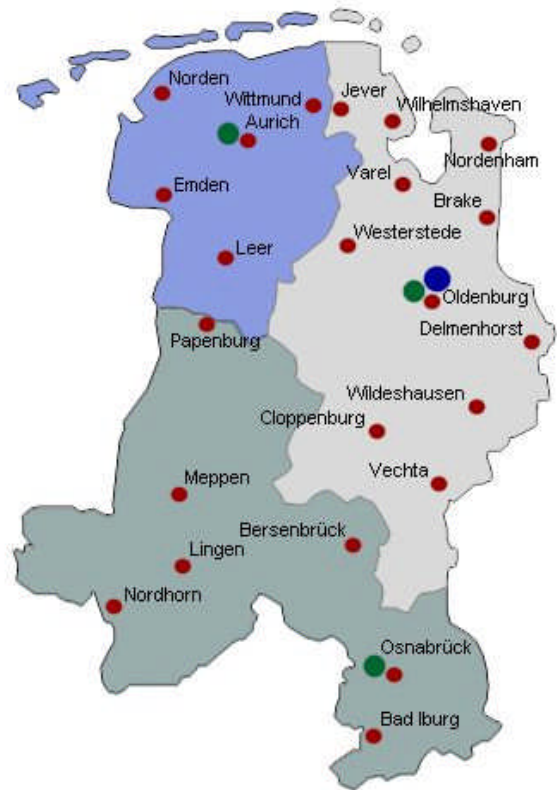 Norden
Jever
Wittmund
Wilhelmshaven
Aurich
Nordenham
Varel
Emden
Brake
Westerstede
Leer
Oldenburg
Delmenhorst
Papenburg
Wildeshausen
Cloppenburg
Vechta
Meppen
Bersenbrück
Lingen
Nordhorn
Osnabrück
Bad Iburg